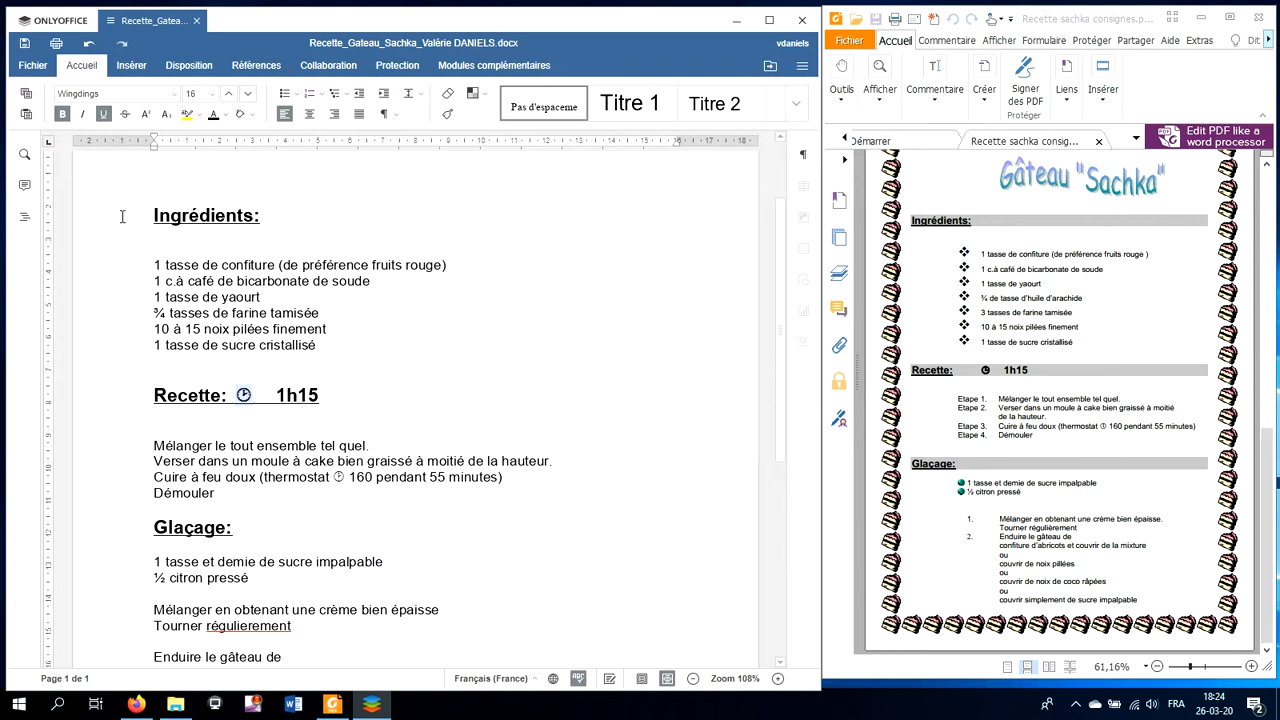 ONLYOFFICE
Recette_Gatea...
Recette_Gateau_Sachka_Valérie DANIELS.docx
vdaniels
Fichier Accueil Insérer Disposition Références Collaboration Protection Modules complémentaires
Wingdings 16
Pas d'espaceme Titre 1 Titre 2
Ingrédients:
1 tasse de confiture (de préférence fruits rouge)
1 c.à café de bicarbonate de soude
1 tasse de yaourt
¾ tasses de farine tamisée
10 à 15 noix pilées finement
1 tasse de sucre cristallisé
Recette: 1h15
Mélanger le tout ensemble tel quel.
Verser dans un moule à cake bien graissé à moitié de la hauteur.
Cuire à feu doux (thermostat 160 pendant 55 minutes)
Démouler
Glaçage:
1 tasse et demie de sucre impalpable
½ citron pressé
Mélanger en obtenant une crème bien épaisse
Tourner régulierement
Enduire le gâteau de
Page 1 de 1
Français (France)
Zoom 108%
Recette sachka consignes.p...
Fichier Accueil Commentaire Afficher Formulaire Protéger Partager Aide Extras Dit
Outils Afficher Commentaire Créer Signer des PDF Liens Insérer
Protéger
Démarrer
Recette sachka consig...
Edit PDF like a
word processor
Gâteau "Sachka"
Ingrédients:
1 tasse de confiture (de préférence fruits rouge )
1 c.à café de bicarbonate de soude
1 tasse de yaourt
¾ de tasse d'huile d'arachide
3 tasses de farine tamisée
10 à 15 noix pilées finement
1 tasse de sucre cristallisé
Recette: 1h15
Etape 1. Mélanger le tout ensemble tel quel.
Etape 2. Verser dans un moule à cake bien graissé à moitié
de la hauteur.
Etape 3. Cuire à feu doux (thermostat 160 pendant 55 minutes)
Etape 4. Démouler
Glaçage:
1 tasse et demie de sucre impalpable
½ citron pressé
1. Mélanger en obtenant une crème bien épaisse.
Tourner régulièrement
2. Enduire le gâteau de
confiture d'abricots et couvrir de la mixture
ou
couvrir de noix pillées
ou
couvrir de noix de coco râpées
ou
couvrir simplement de sucre impalpable
61,16%
FRA
18:24
26-03-20